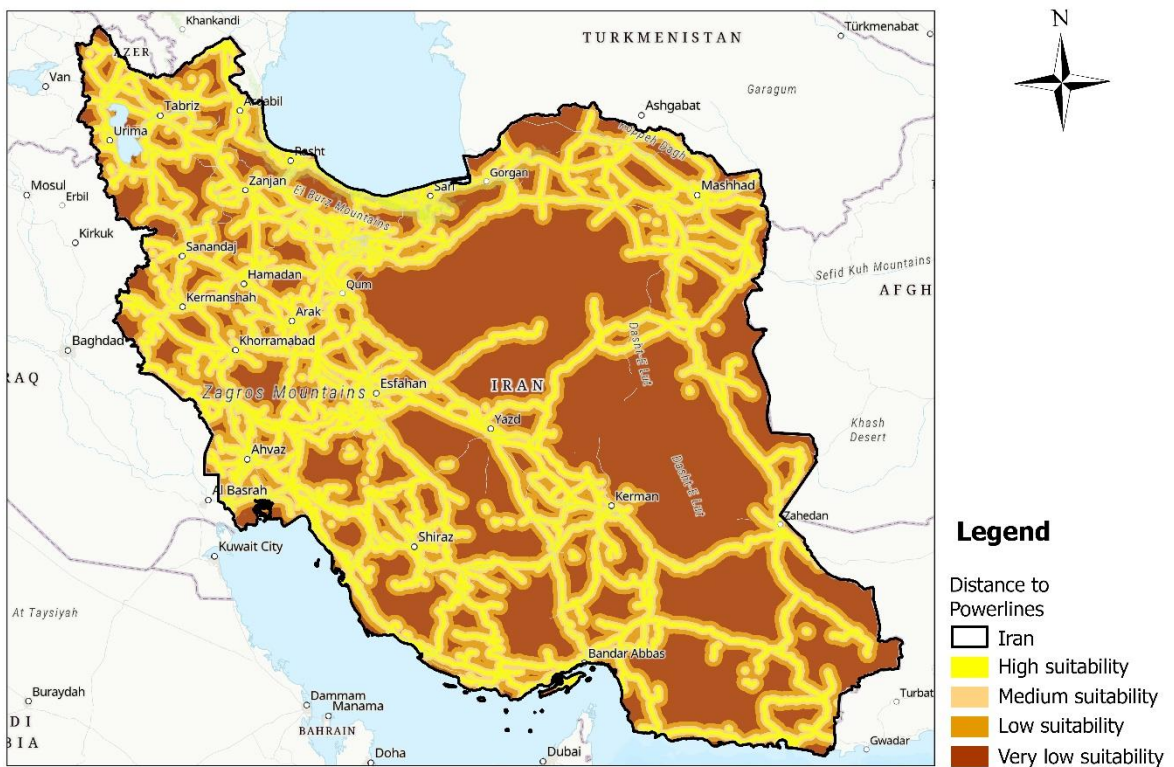 Khankandi
AZER
TURKMENISTAN
Türkmenabat
N
Van
Tabriz
Ardabil
Ashgabat
Garagum
Urima
Rasht
Koppeh Dagh
Mosul
Erbil
Zanjan
El Burz Mountains
Sari
Gorgan
Mashhad
Kirkuk
Sanandaj
Sefid Kuh Mountains
AFGH
Hamadan
Qum
Kermanshah
Arak
Baghdad
Khorramabad
Dasht-E Lut
RAQ
Zagros Mountains
Esfahan
IRAN
Yazd
Khash
Desert
Ahvaz
Dasht-E Lut
Al Basrah
Kerman
Zahedan
Kuwait City
Shiraz
At Taysiyah
Bandar Abbas
Buraydah
Dammam
Manama
BAHRAIN
Turbat
DI
BIA
Doha
Dubai
Gwadar
Legend
Distance to
Powerlines
Iran
High suitability
Medium suitability
Low suitability
Very low suitability